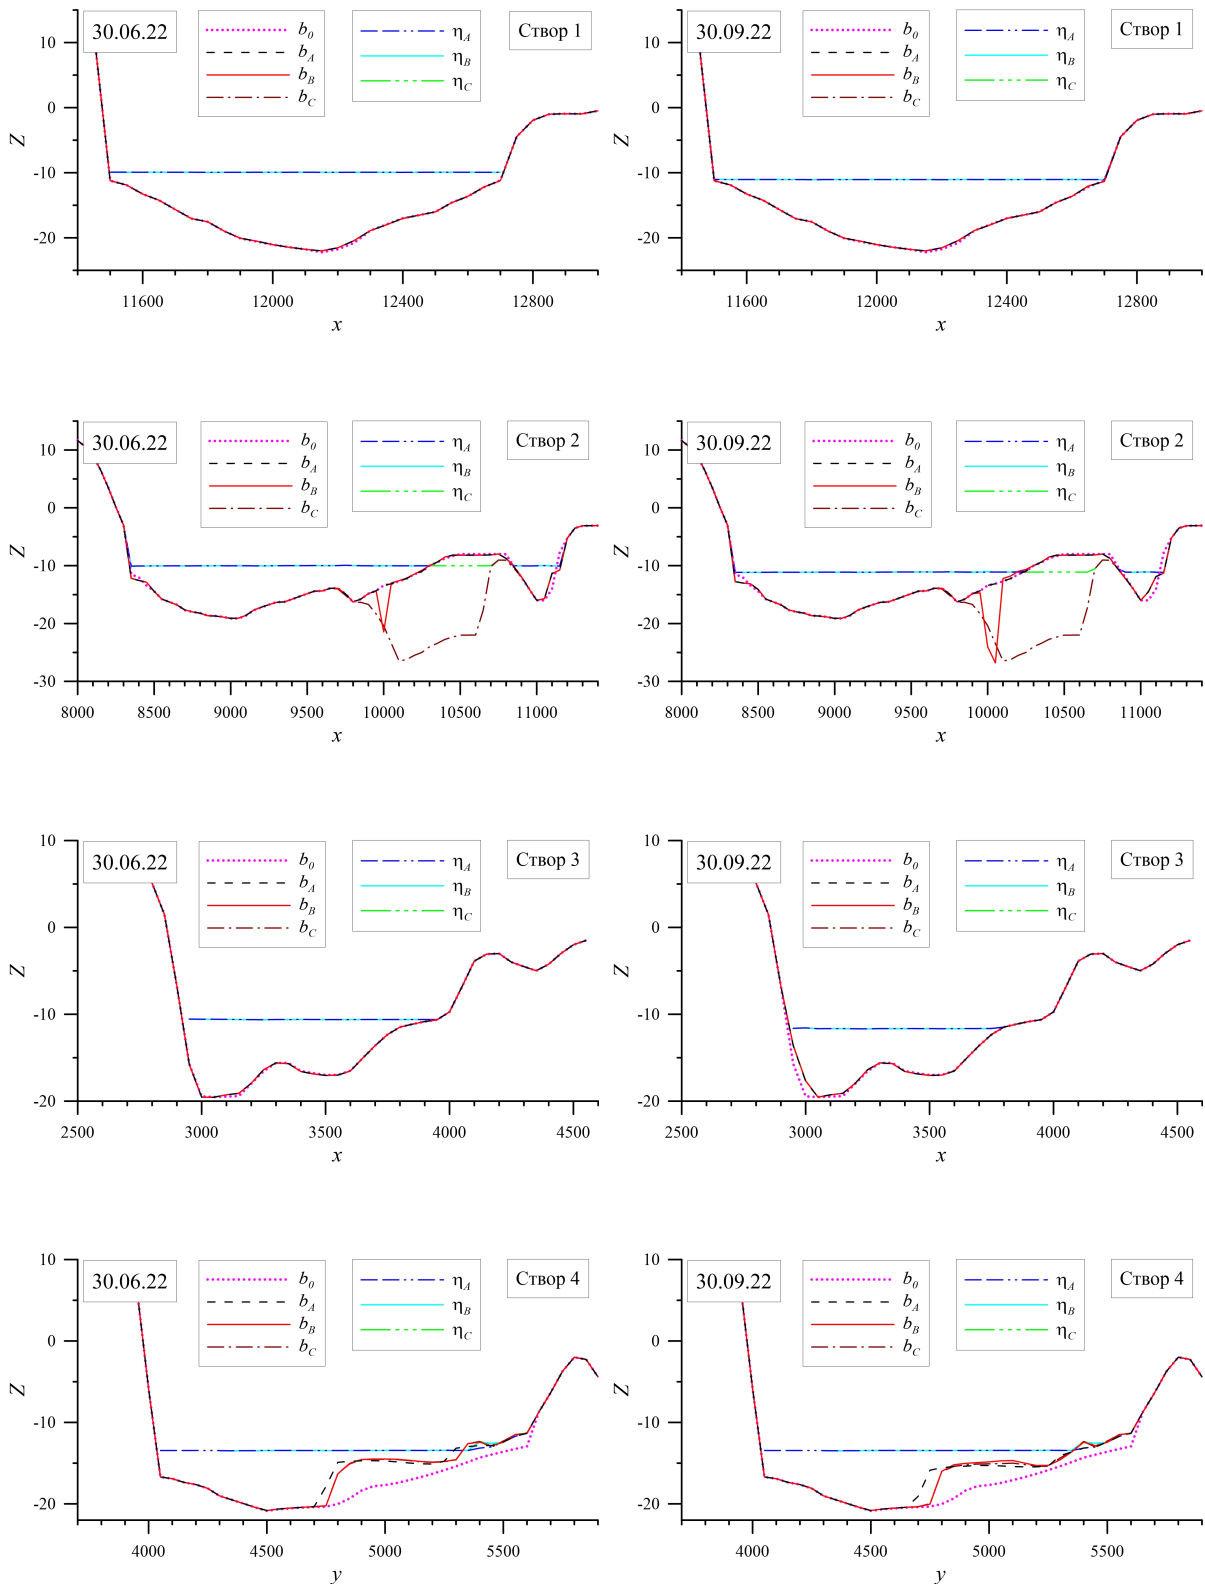 30.06.22
b0
bA
bB
bC
ηA
ηB
ηC
Створ 1
15
10
0
-10
-20
Z
11600
12000
12400
12800
x
30.09.22
b0
bA
bB
bC
ηA
ηB
ηC
Створ 1
10
0
-10
-20
Z
11600
12000
12400
12800
x
30.06.22
b0
bA
bB
bC
ηA
ηB
ηC
Створ 2
10
0
-10
-20
-30
Z
8000
8500
9000
9500
10000
10500
11000
x
30.09.22
b0
bA
bB
bC
ηA
ηB
ηC
Створ 2
10
0
-10
-20
-30
Z
8000
8500
9000
9500
10000
10500
11000
x
30.06.22
b0
bA
bB
bC
ηA
ηB
ηC
Створ 3
10
0
-10
-20
Z
2500
3000
3500
4000
4500
x
30.09.22
b0
bA
bB
bC
ηA
ηB
ηC
Створ 3
10
0
-10
-20
Z
2500
3000
3500
4000
4500
x
30.06.22
b0
bA
bB
bC
ηA
ηB
ηC
Створ 4
10
0
-10
-20
Z
4000
4500
5000
5500
y
30.09.22
b0
bA
bB
bC
ηA
ηB
ηC
Створ 4
10
0
-10
-20
Z
4000
4500
5000
5500
y